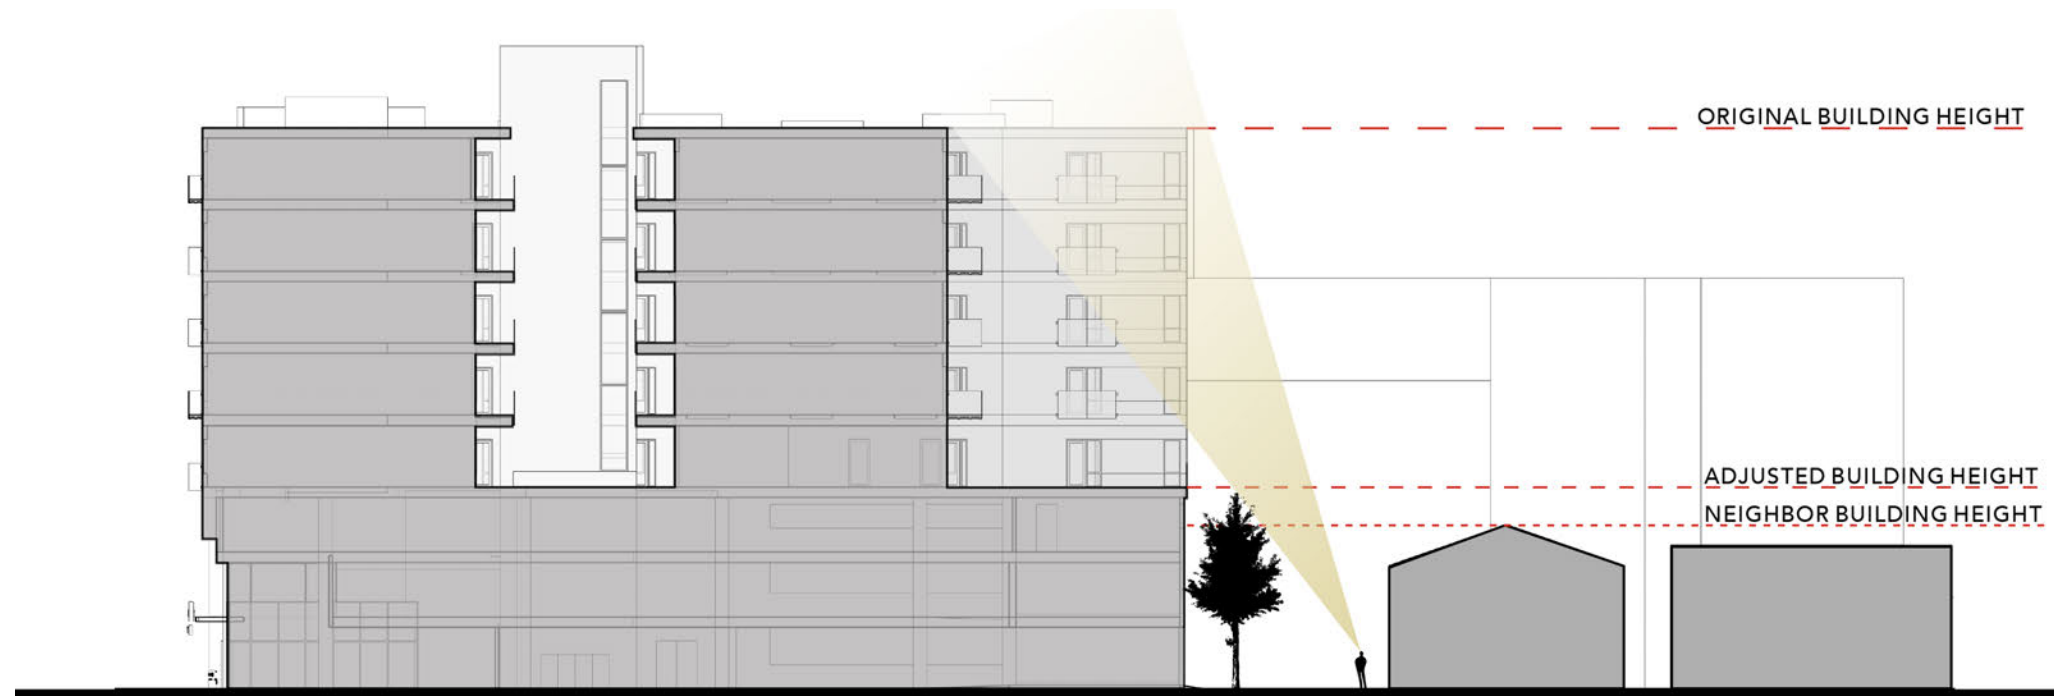 ORIGINAL BUILDING HEIGHT
ADJUSTED BUILDING HEIGHT
NEIGHBOR BUILDING HEIGHT